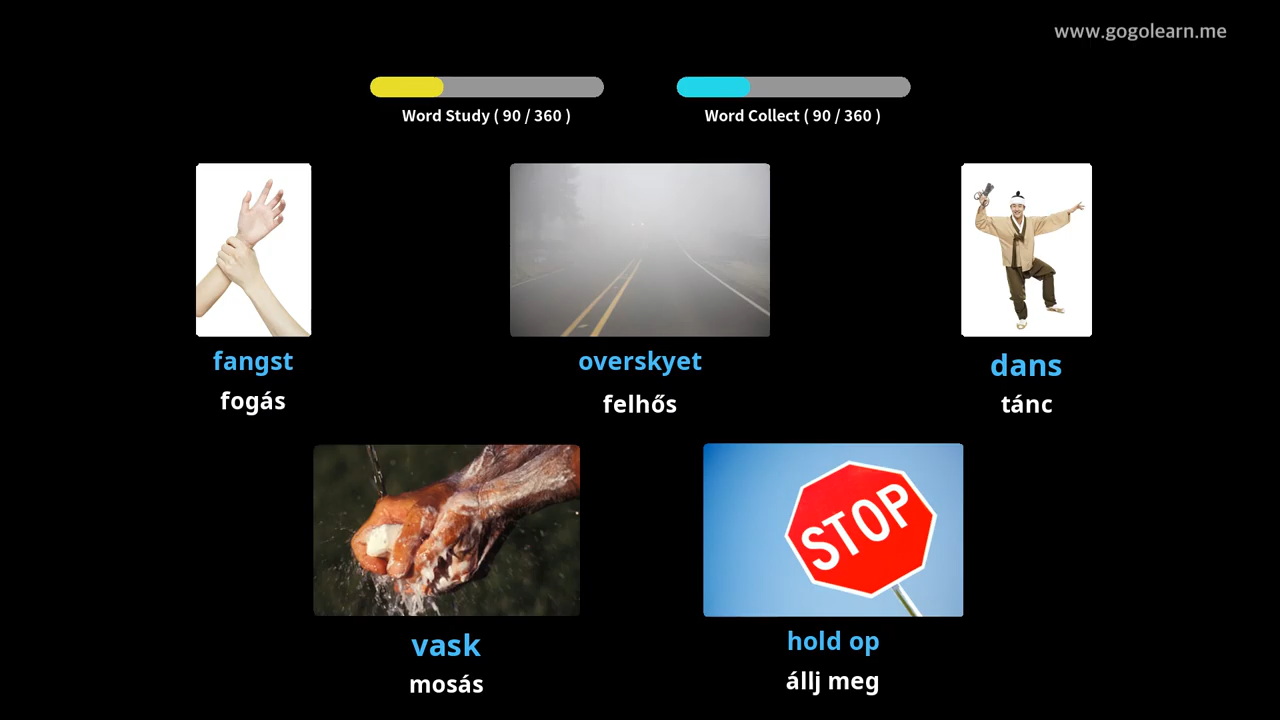 www.gogolearn.me
Word Study ( 90 / 360 )
Word Collect ( 90 / 360 )
fangst
fogás
overskyet
felhős
dans
tánc
STOP
vask
mosás
hold op
állj meg